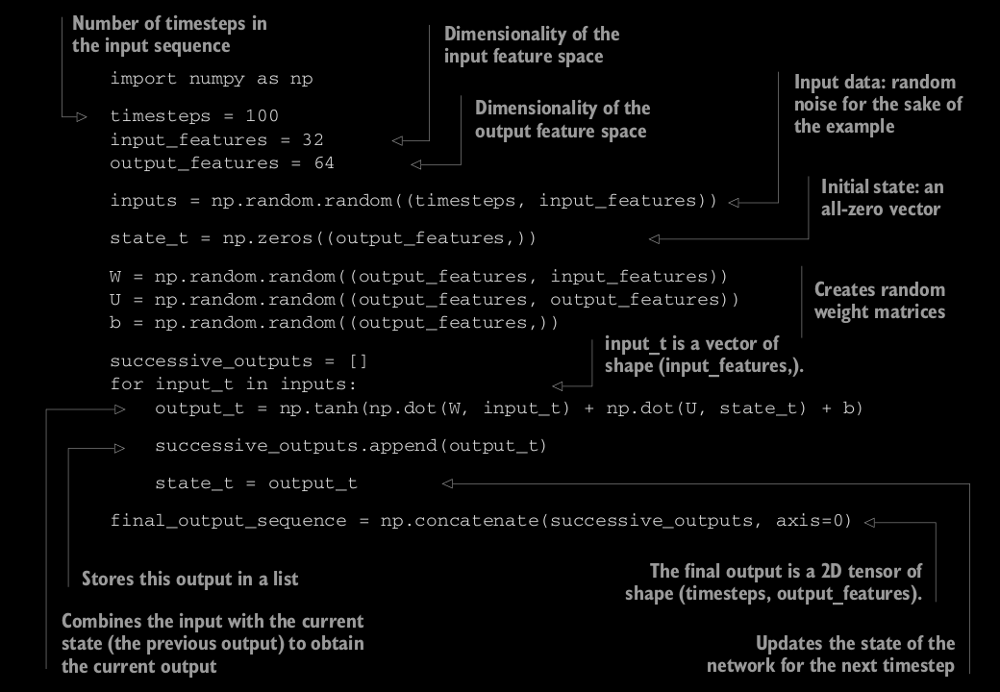 Number of timesteps in
the input sequence
Dimensionality of the
input feature space
import numpy as np
Input data: random
noise for the sake of
the example
Dimensionality of the
output feature space
timesteps = 100
input_features = 32
output_features = 64
Initial state: an
all-zero vector
inputs = np.random.random((timesteps, input_features))
state_t = np.zeros((output_features,))
W = np.random.random((output_features, input_features))
U = np.random.random((output_features, output_features))
b = np.random.random((output_features,))
Creates random
weight matrices
input_t is a vector of
shape (input_features,).
successive_outputs = []
for input_t in inputs:
output_t = np.tanh(np.dot(W, input_t) + np.dot(U, state_t) + b)
successive_outputs.append(output_t)
state_t = output_t
final_output_sequence = np.concatenate(successive_outputs, axis=0)
Stores this output in a list
The final output is a 2D tensor of
shape (timesteps, output_features).
Combines the input with the current
state (the previous output) to obtain
the current output
Updates the state of the
network for the next timestep